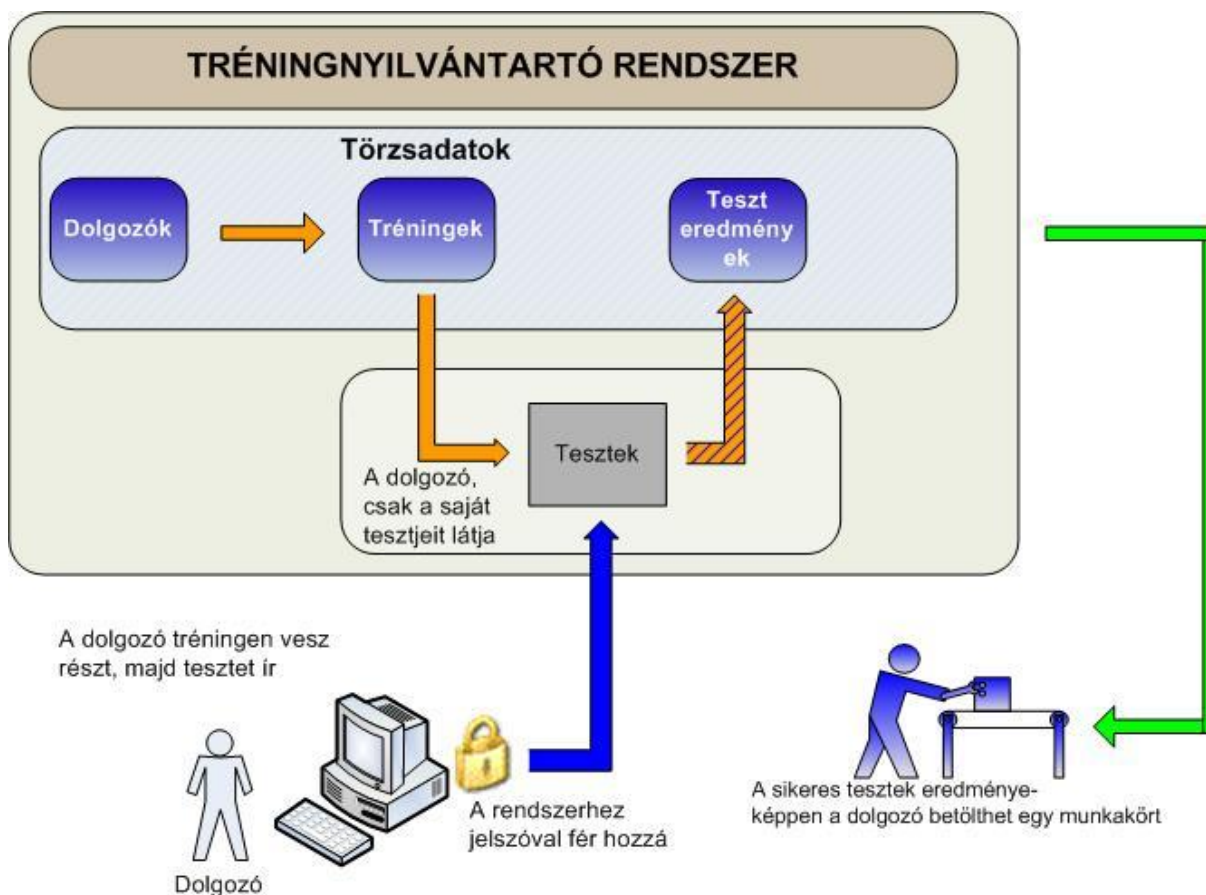 TRÉNINGNYILVÁNTARTÓ RENDSZER
Törzsadatok
Dolgozók
Tréningek
Teszt
eredmény
ek
Tesztek
A dolgozó,
csak a saját
tesztjeit látja
A dolgozó tréningen vesz
részt, majd tesztet ír
A rendszerhez
jelszóval fér hozzá
Dolgozó
A sikeres tesztek eredménye-
képpen a dolgozó betölthet egy munkakört